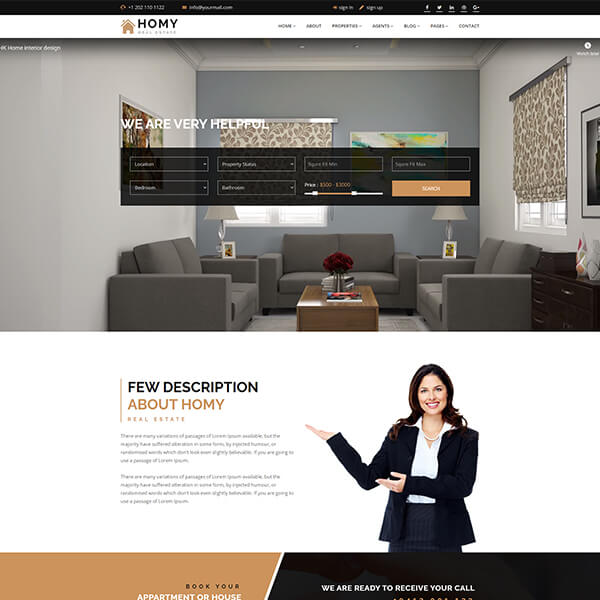 +1 202 110 1122
info@yourmail.com
sign in
sign up
HOMY
REAL ESTATE
HOME
ABOUT
PROPERTIES
AGENTS
BLOG
PAGES
CONTACT
Home interior design
Watch later
WE ARE VERY HELPFUL
Location
Property Status
Squre Fit Min
Squre Fit Max
Bedroom
Bathroom
Price : $300 - $3000
SEARCH
FEW DESCRIPTION
ABOUT HOMY
REAL ESTATE
There are many variations of passages of Lorem Ipsum available, but the
majority have suffered alteration in some form, by injected humour, or
randomised words which don't look even slightly believable. If you are going to
use a passage of Lorem Ipsum.
There are many variations of passages of Lorem Ipsum available, but the
majority have suffered alteration in some form, by injected humour, or
randomised words which don't look even slightly believable. If you are going to
use a passage of Lorem Ipsum.
BOOK YOUR
APPARTMENT OR HOUSE
WE ARE READY TO RECEIVE YOUR CALL